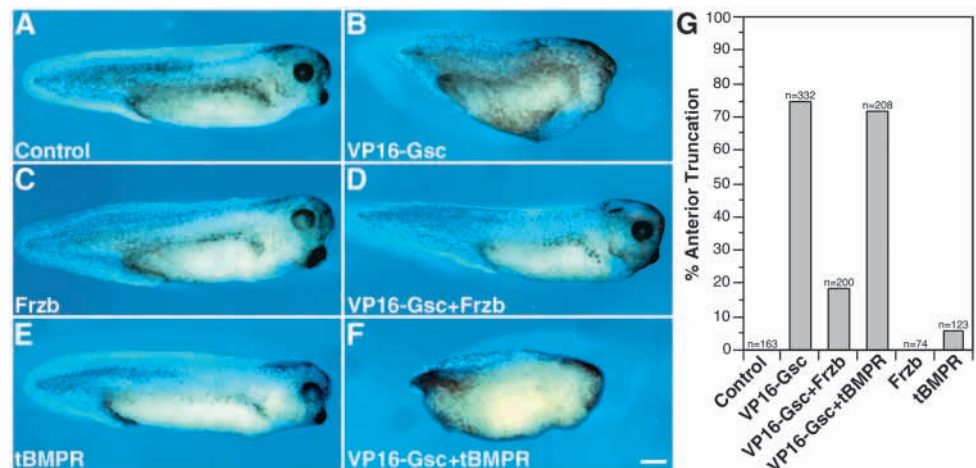 A
Control
B
VP16-Gsc
C
Frzb
D
VP16-Gsc+Frzb
E
tBMPR
F
VP16-Gsc+tBMPR
G
% Anterior Truncation
100
90
80
70
60
50
40
30
20
10
0
n=163
n=332
n=200
n=208
n=74
n=123
Control
VP16-Gsc
VP16-Gsc+Frzb
VP16-Gsc+tBMPR
Frzb
tBMPR